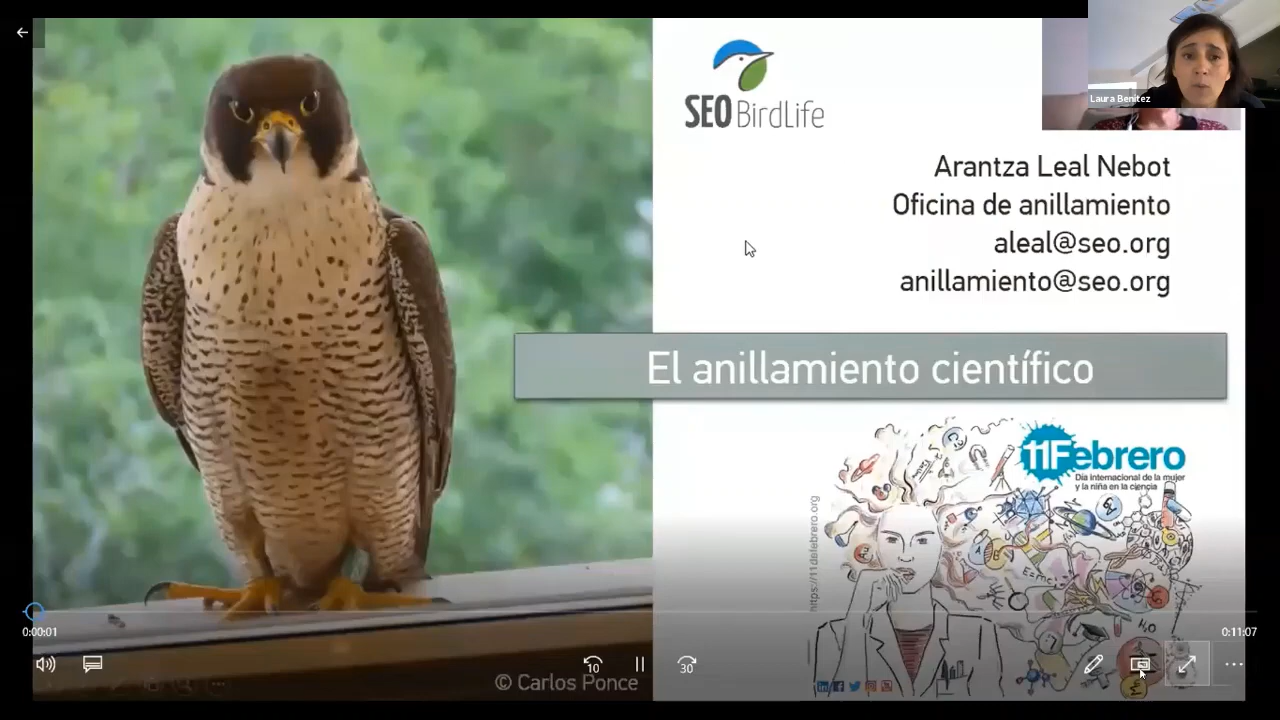 SEO BirdLife
Laura Benitez
Arantza Leal Nebot
Oficina de anillamiento
aleal@seo.org
anillamiento@seo.org
El anillamiento científico
11Febrero
Día internacional de la mujer
y la niña en la ciencia
https://11defebrero.org
E=mc²
H₂O
0:00:01
0:11:07
10
30
© Carlos Ponce